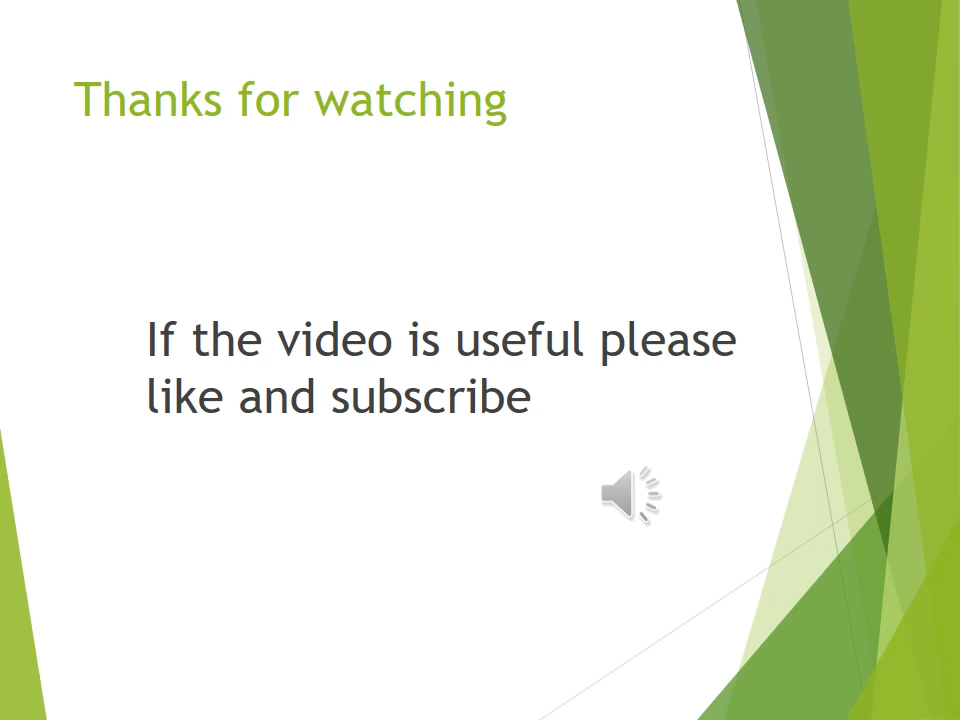 Thanks for watching
If the video is useful please
like and subscribe